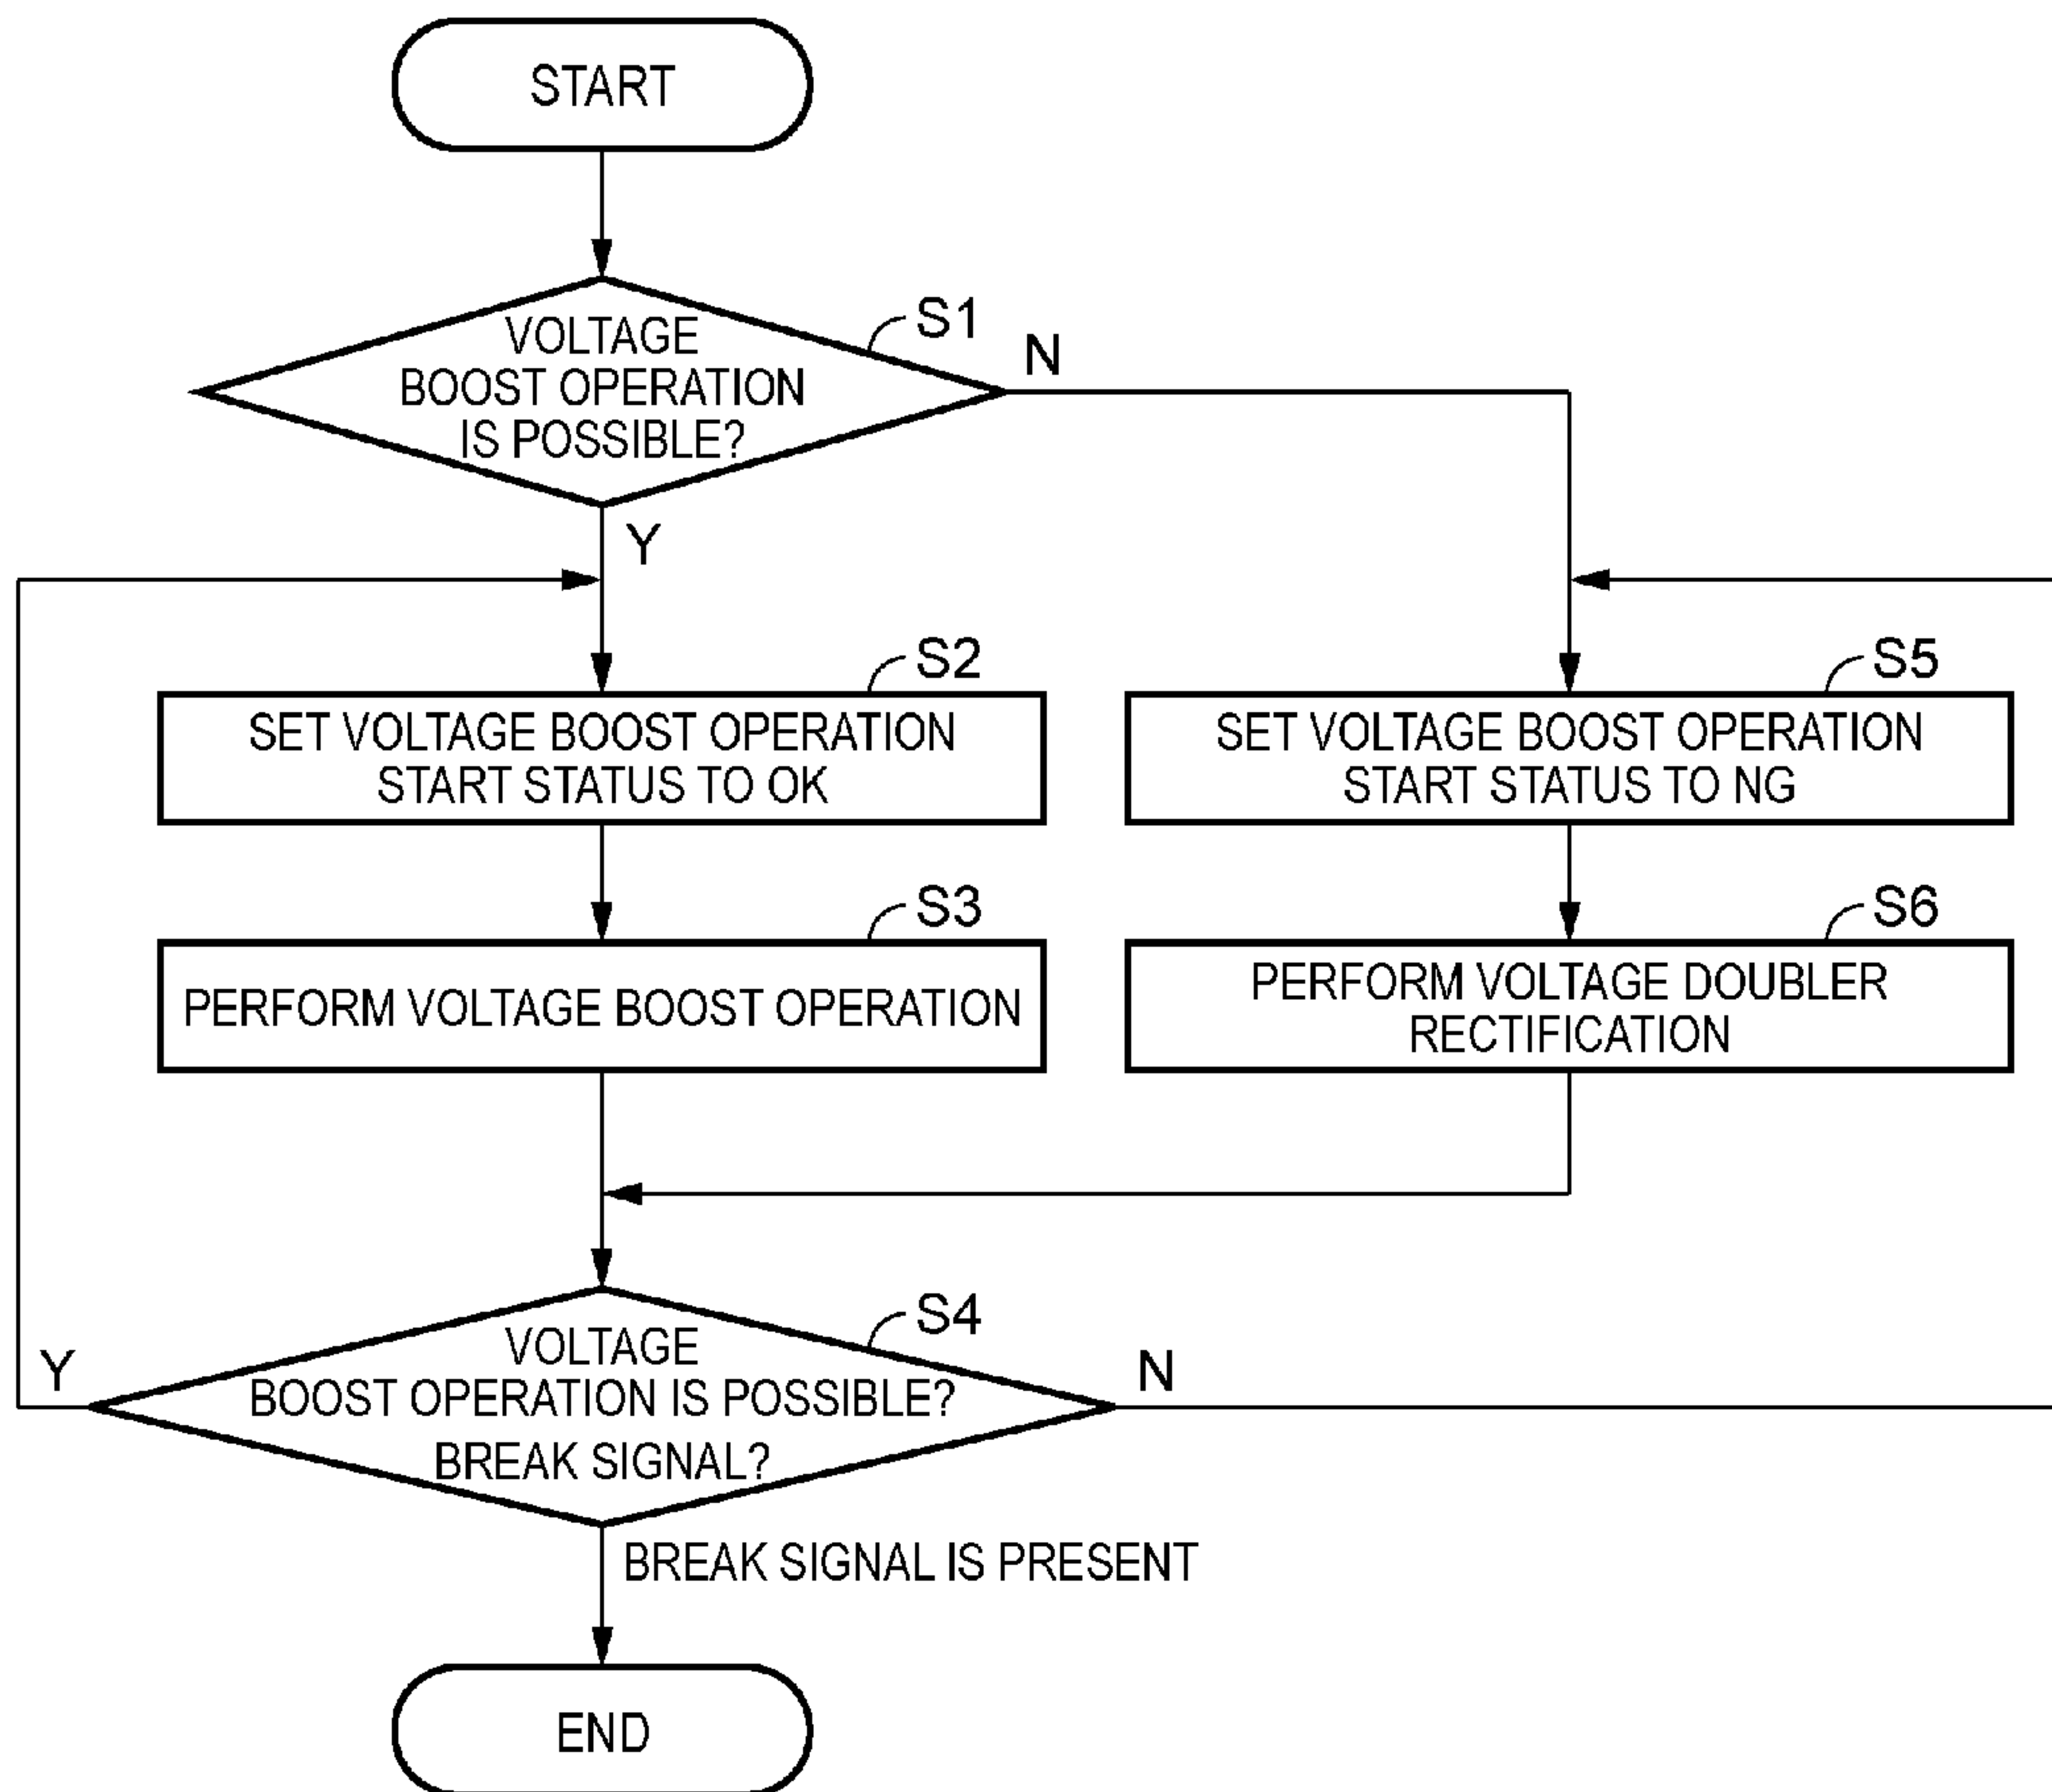 START
VOLTAGE
BOOST OPERATION
IS POSSIBLE?
S1
N
Y
S2
SET VOLTAGE BOOST OPERATION
START STATUS TO OK
S5
SET VOLTAGE BOOST OPERATION
START STATUS TO NG
S3
PERFORM VOLTAGE BOOST OPERATION
S6
PERFORM VOLTAGE DOUBLER
RECTIFICATION
S4
VOLTAGE
BOOST OPERATION IS POSSIBLE?
BREAK SIGNAL?
Y
N
BREAK SIGNAL IS PRESENT
END